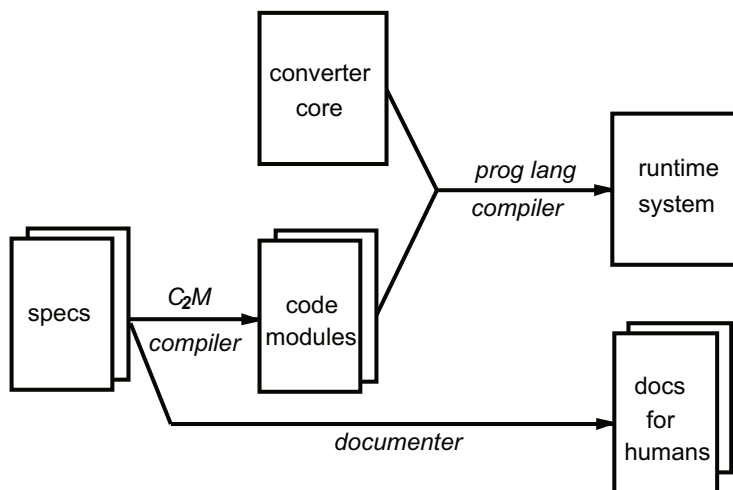 converter
core
prog lang
compiler
runtime
system
specs
C2M
compiler
code
modules
documenter
docs
for
humans